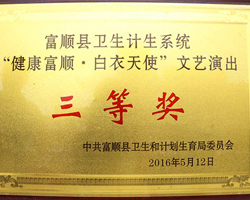 富顺县卫生计生系统
“健康富顺·白衣天使”文艺演出
三等奖
中共富顺县卫生和计划生育局委员会
2016年5月12日